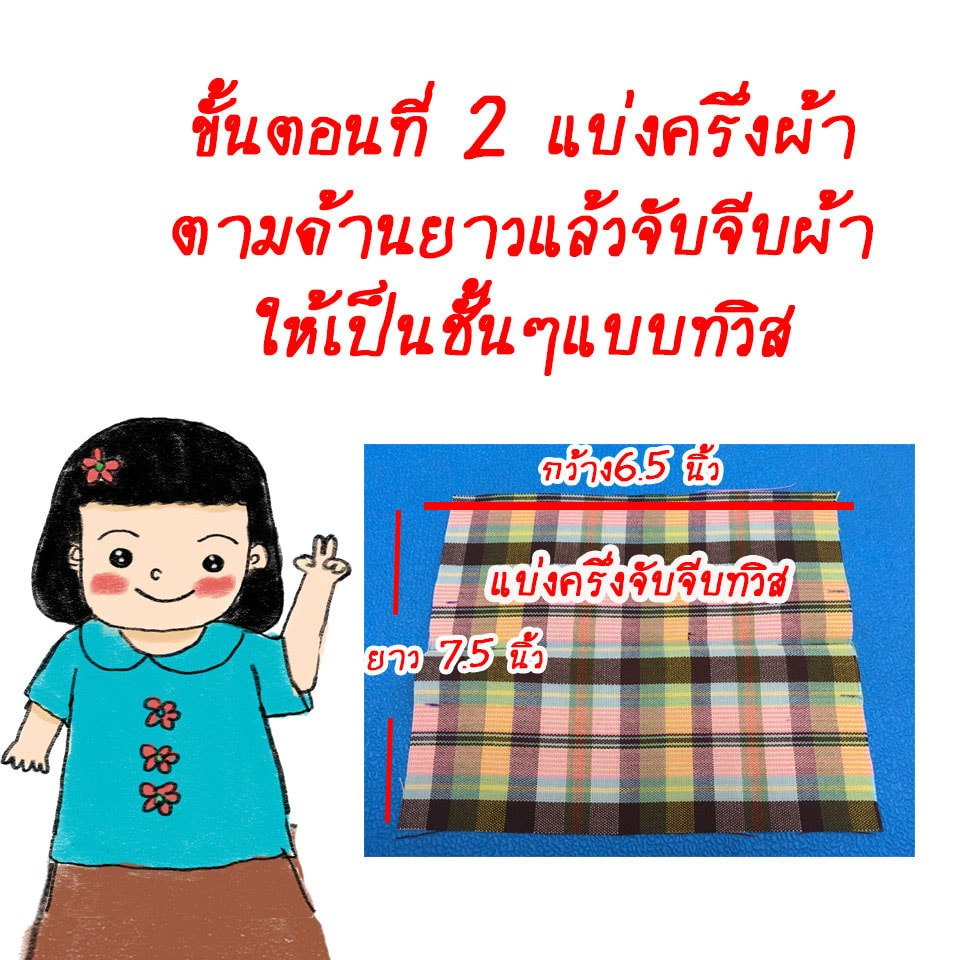 ขั้นตอนที่ 2 แบ่งครึ่งผ้า
ตามด้านยาวแล้วจับจีบผ้า
ให้เป็นชั้นๆแบบทวิส
กว้าง6.5 นิ้ว
แบ่งครึ่งจับจีบทวิส
ยาว 7.5 นิ้ว